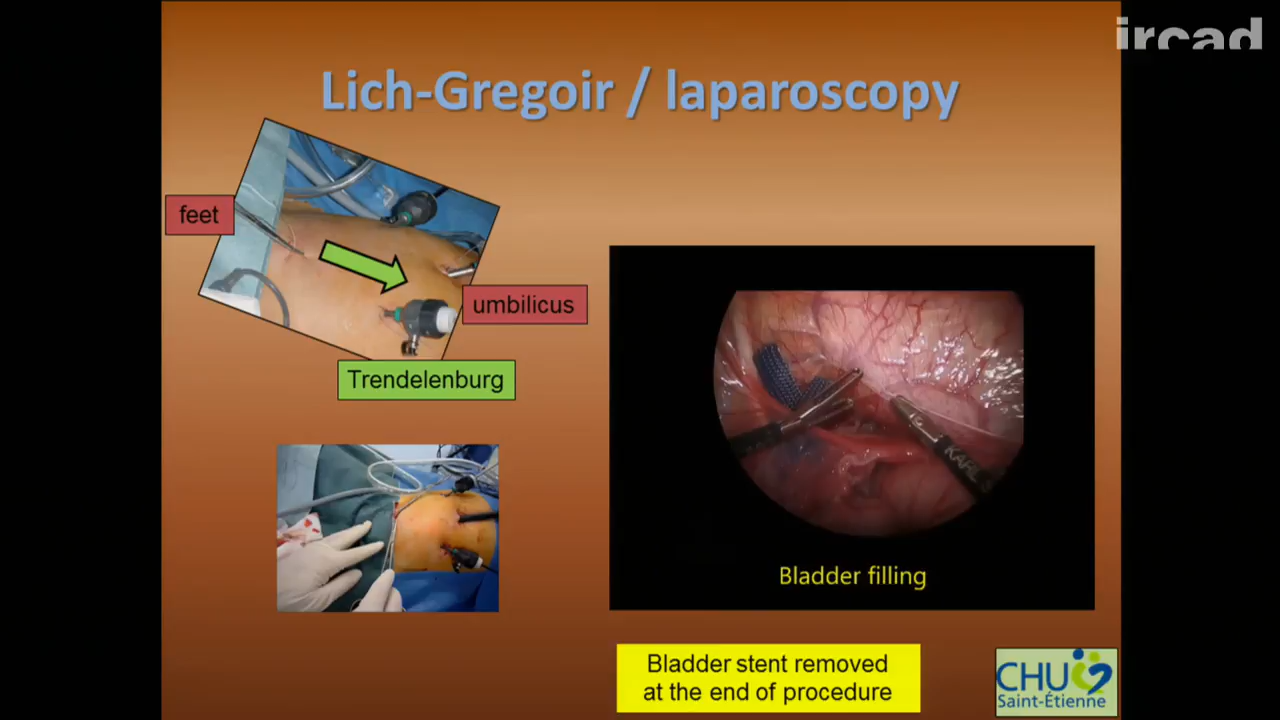 ircad
Lich-Gregoir / laparoscopy
feet
umbilicus
Trendelenburg
KARL S
Bladder filling
Bladder stent removed
at the end of procedure
CHU
Saint-Étienne